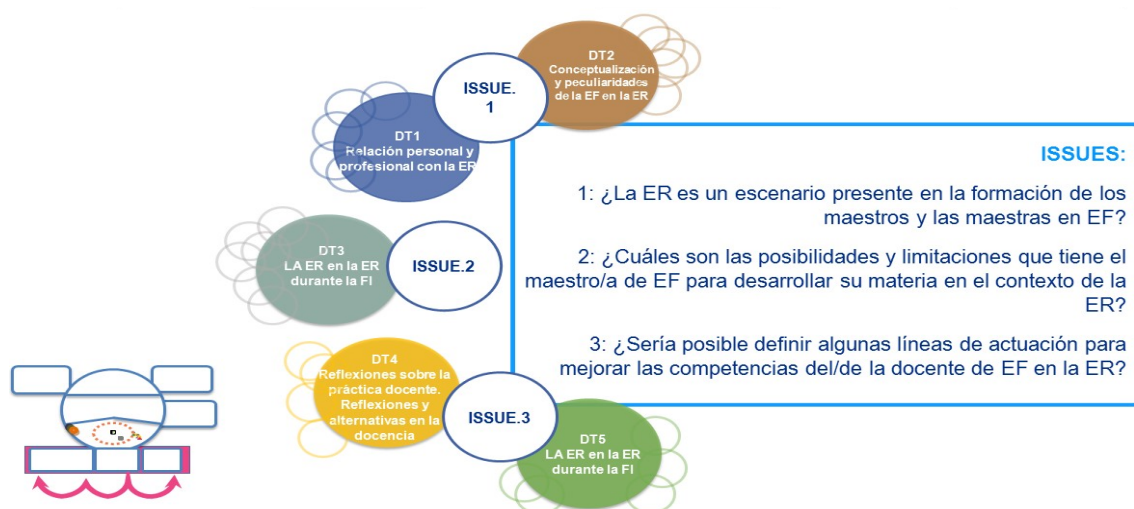 DT2
Conceptualización
y peculiaridades
de la EF en la ER
ISSUE.
1
DT1
Relación personal y
profesional con la ER
ISSUES:
1: ¿La ER es un escenario presente en la formación de los
maestros y las maestras en EF?
DT3
LA ER en la ER
durante la FI
ISSUE.2
2: ¿Cuáles son las posibilidades y limitaciones que tiene el
maestro/a de EF para desarrollar su materia en el contexto de la
ER?
3: ¿Sería posible definir algunas líneas de actuación para
mejorar las competencias del/de la docente de EF en la ER?
DT4
Reflexiones sobre la
práctica docente.
Reflexiones y
alternativas en la
docencia
ISSUE.3
DT5
LA ER en la ER
durante la FI